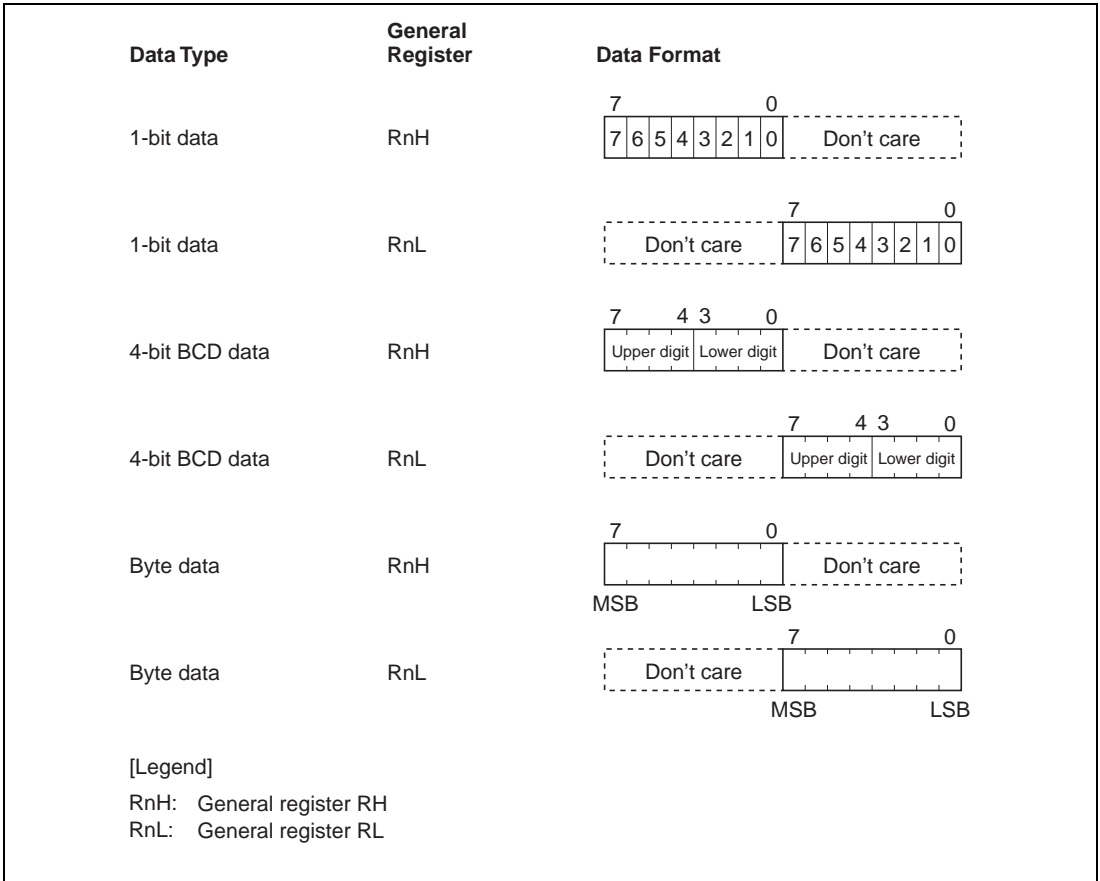 Data Type General Register Data Format
7 0
1-bit data RnH 7 6 5 4 3 2 1 0 Don't care
7 0
1-bit data RnL Don't care 7 6 5 4 3 2 1 0
7 4 3 0
4-bit BCD data RnH Upper digit Lower digit Don't care
7 4 3 0
4-bit BCD data RnL Don't care Upper digit Lower digit
7 0
Byte data RnH Don't care
MSB LSB
7 0
Byte data RnL Don't care
MSB LSB
[Legend]
RnH: General register RH
RnL: General register RL